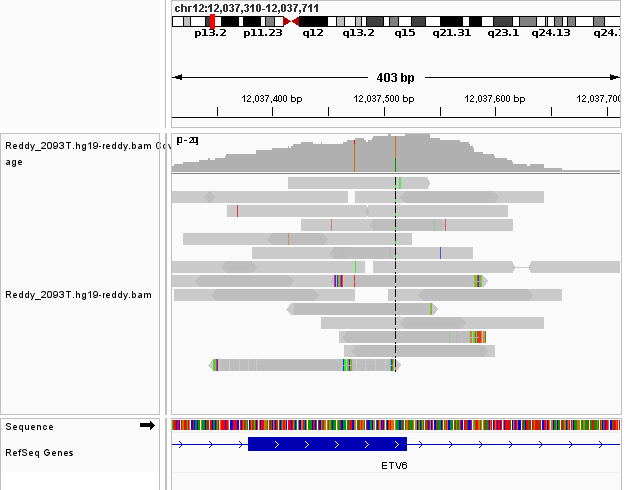 chr12:12,037,310-12,037,711
p13.2 p11.23 q12 q13.2 q15 q21.31 q23.1 q24.13 q24.
403 bp
12,037,400 bp 12,037,500 bp 12,037,600 bp 12,037,700
Reddy_2093T.hg19-reddy.bam Cov
age
[0-20]
Reddy_2093T.hg19-reddy.bam
Sequence
RefSeq Genes
ETV6